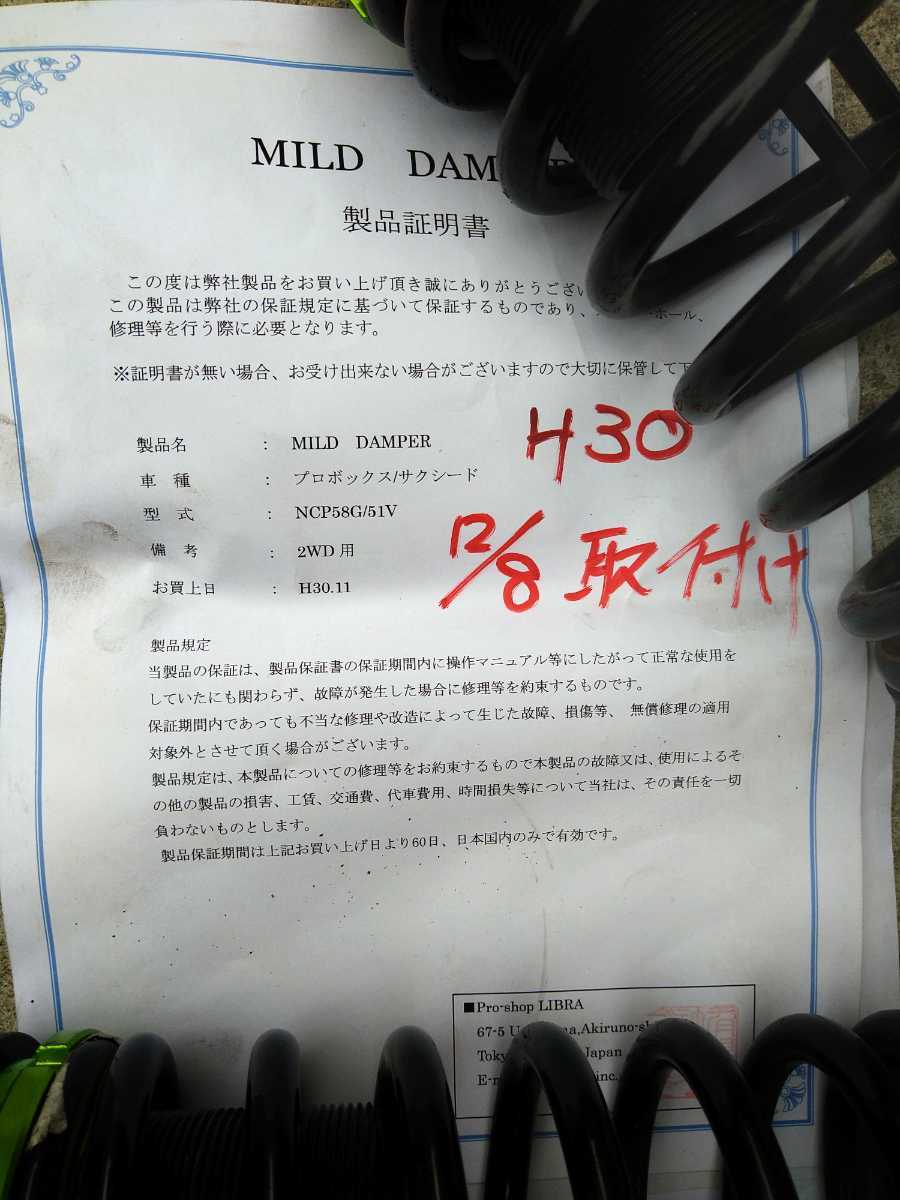 MILD DAM
製品証明書
この度は弊社製品をお買い上げ頂き誠にありがとうござい
この製品は弊社の保証規定に基づいて保証するものであり、 ホール、
修理等を行う際に必要となります。
※証明書が無い場合、お受け出来ない場合がございますので大切に保管して下
製品名 : MILD DAMPER
H30
車 種 : プロボックス/サクシード
型 式 : NCP58G/51V
備 考 : 2WD用
12/8 取付け
お買上日 : H30.11
製品規定
当製品の保証は、製品保証書の保証期間内に操作マニュアル等にしたがって正常な使用を
していたにも関わらず、故障が発生した場合に修理等を約束するものです。
保証期間内であっても不当な修理や改造によって生じた故障、損傷等、 無償修理の適用
対象外とさせて頂く場合がございます。
製品規定は、本製品についての修理等をお約束するもので本製品の故障又は、使用によるそ
の他の製品の損害、工賃、交通費、代車費用、時間損失等について当社は、その責任を一切
負わないものとします。
製品保証期間は上記お買い上げ日より60日、日本国内のみで有効です。
■Pro-shop LIBRA
67-5 U ma,Akiruno-sh
Toky Japan
E-m inc.